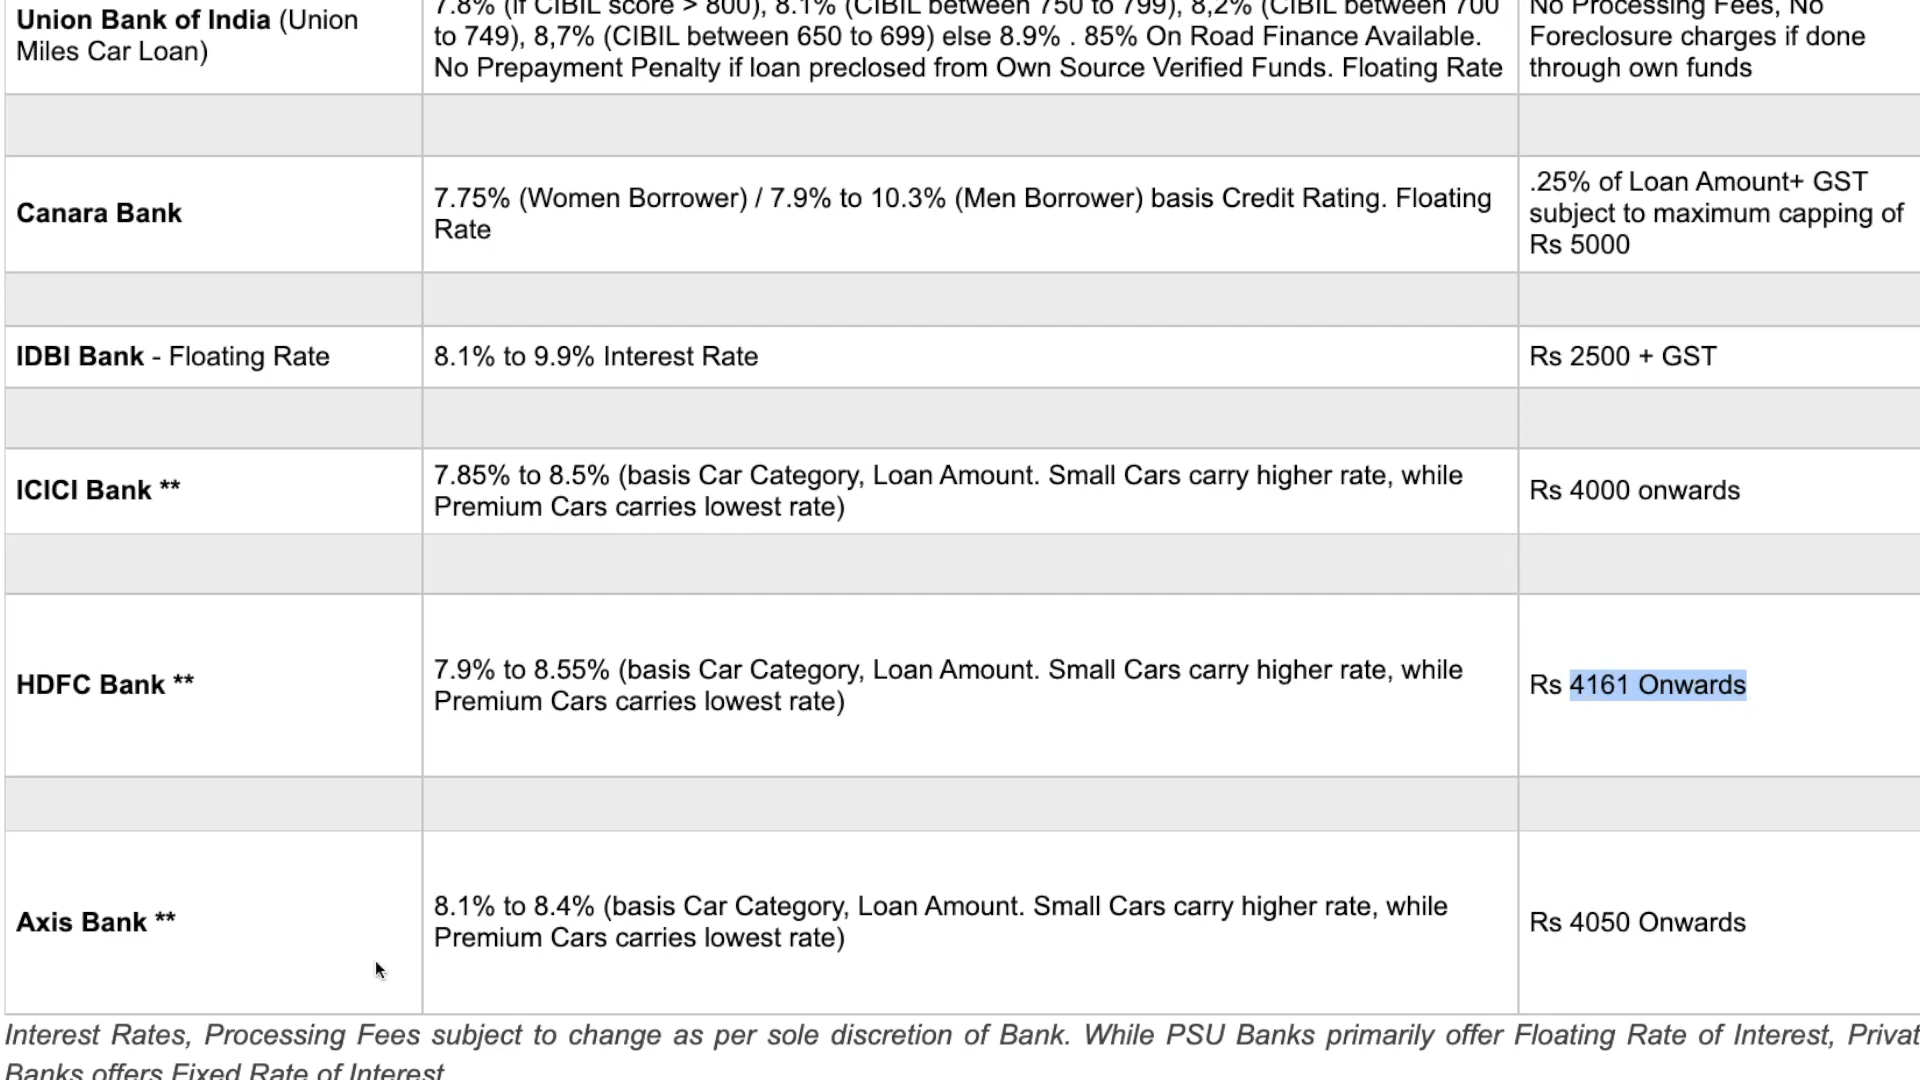 Union Bank of India (Union
Miles Car Loan)
7.8% (if CIBIL score > 800), 8.1% (CIBIL between 750 to 799), 8,2% (CIBIL between 700
to 749), 8,7% (CIBIL between 650 to 699) else 8.9% . 85% On Road Finance Available.
No Prepayment Penalty if loan preclosed from Own Source Verified Funds. Floating Rate
No Processing Fees, No
Foreclosure charges if done
through own funds
Canara Bank
7.75% (Women Borrower) / 7.9% to 10.3% (Men Borrower) basis Credit Rating. Floating
Rate
.25% of Loan Amount+ GST
subject to maximum capping of
Rs 5000
IDBI Bank - Floating Rate
8.1% to 9.9% Interest Rate
Rs 2500 + GST
ICICI Bank **
7.85% to 8.5% (basis Car Category, Loan Amount. Small Cars carry higher rate, while
Premium Cars carries lowest rate)
Rs 4000 onwards
HDFC Bank **
7.9% to 8.55% (basis Car Category, Loan Amount. Small Cars carry higher rate, while
Premium Cars carries lowest rate)
Rs 4161 Onwards
Axis Bank **
8.1% to 8.4% (basis Car Category, Loan Amount. Small Cars carry higher rate, while
Premium Cars carries lowest rate)
Rs 4050 Onwards
Interest Rates, Processing Fees subject to change as per sole discretion of Bank. While PSU Banks primarily offer Floating Rate of Interest, Privat
Banks offers Fixed Rate of Interest